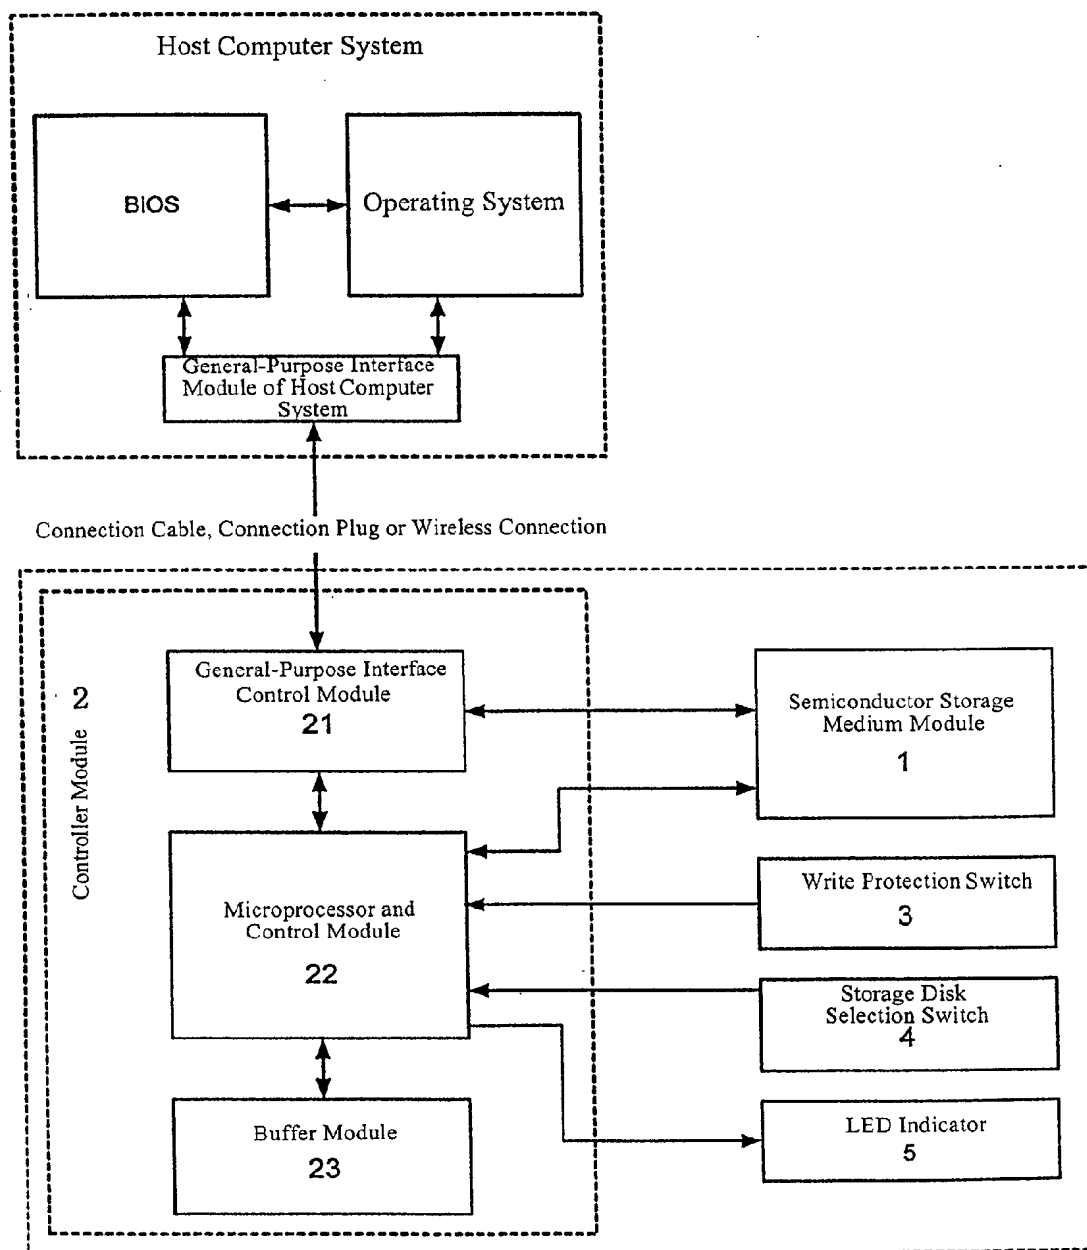 Host Computer System
BIOS
Operating System
General-Purpose Interface
Module of Host Computer
System
Connection Cable, Connection Plug or Wireless Connection
Controller Module 2
General-Purpose Interface
Control Module
21
Semiconductor Storage
Medium Module
1
Microprocessor and
Control Module
22
Write Protection Switch
3
Storage Disk
Selection Switch
4
Buffer Module
23
LED Indicator
5